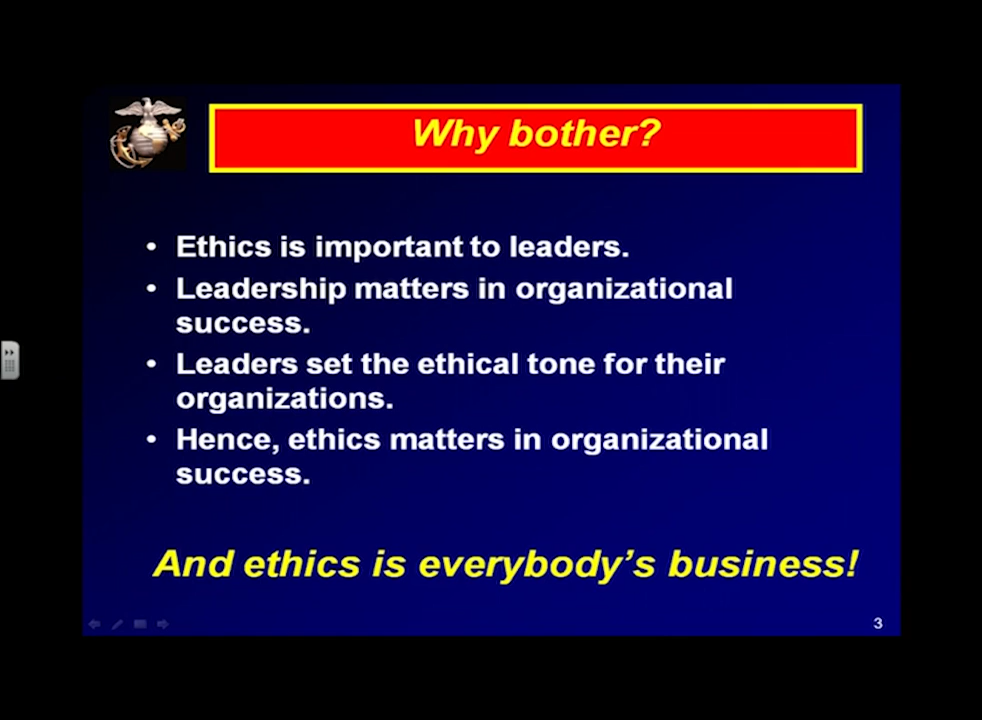 Why bother?
• Ethics is important to leaders.
• Leadership matters in organizational
success.
• Leaders set the ethical tone for their
organizations.
• Hence, ethics matters in organizational
success.
And ethics is everybody's business!
3